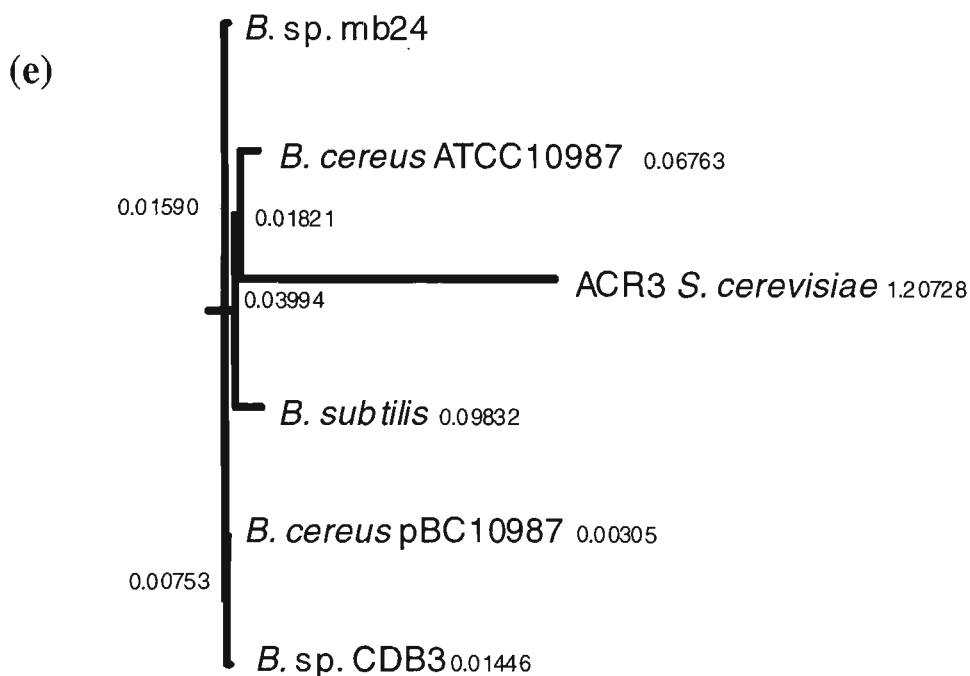 B. sp. mb24
(e)
B. cereus ATCC10987 0.06763
0.01590
0.01821
ACR3 S. cerevisiae 1.20728
0.03994
B. subtilis 0.09832
B. cereus pBC10987 0.00305
0.00753
B. sp. CDB3 0.01446